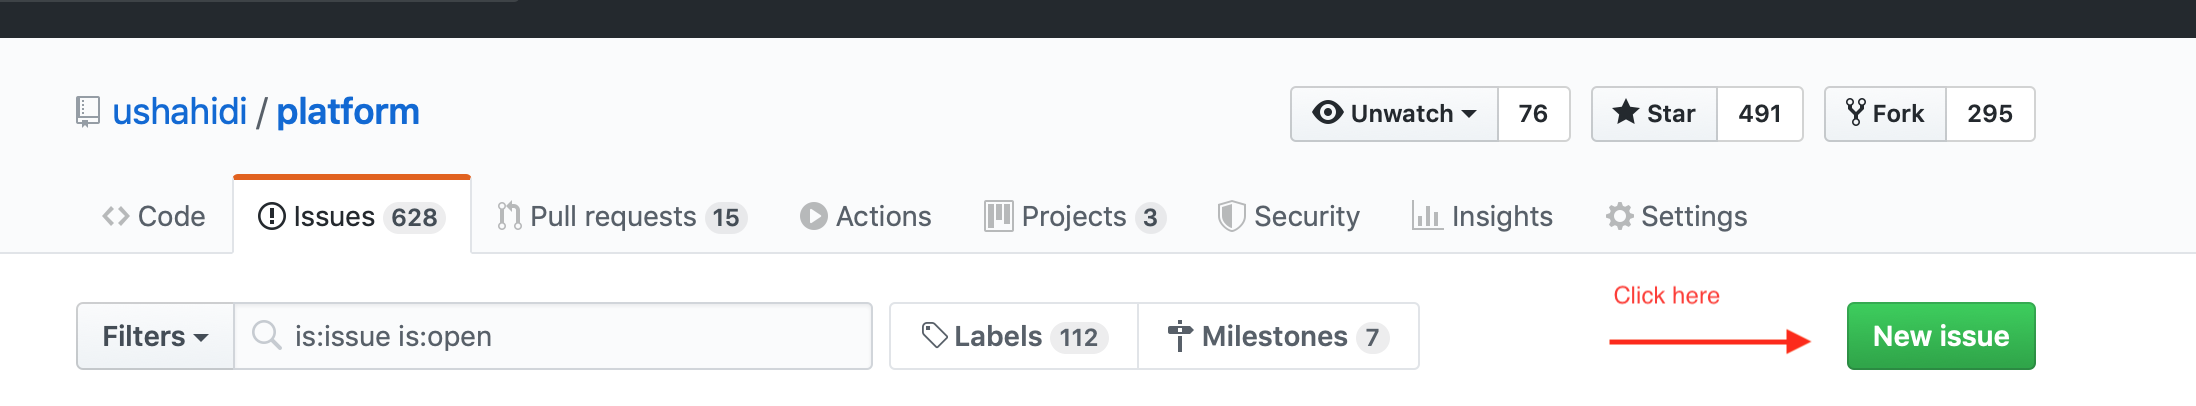 ushahidi / platform
Unwatch 76 Star 491 Fork 295
Code Issues 628 Pull requests 15 Actions Projects 3 Security Insights Settings
Click here
Filters is:issue is:open Labels 112 Milestones 7 New issue